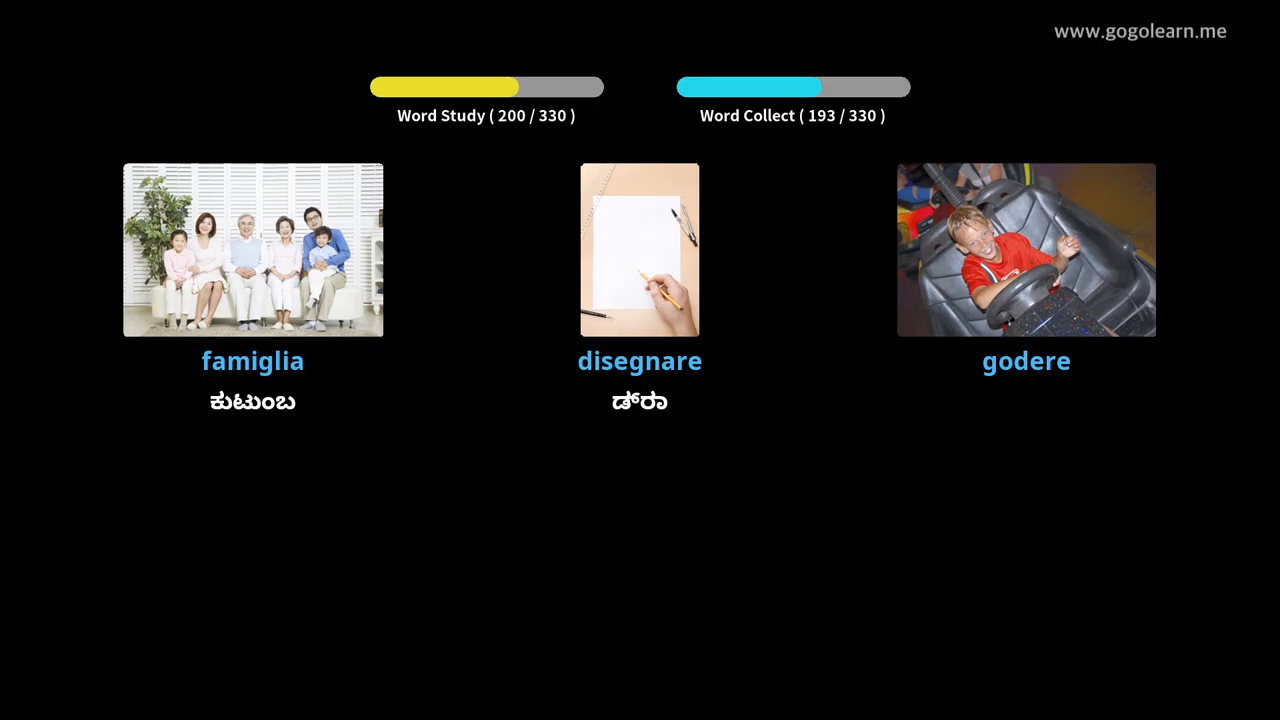 www.gogolearn.me
Word Study ( 200 / 330 )
Word Collect ( 193 / 330 )
famiglia
disegnare
godere
ಕುಟುಂಬ
ಡ್ರಾ